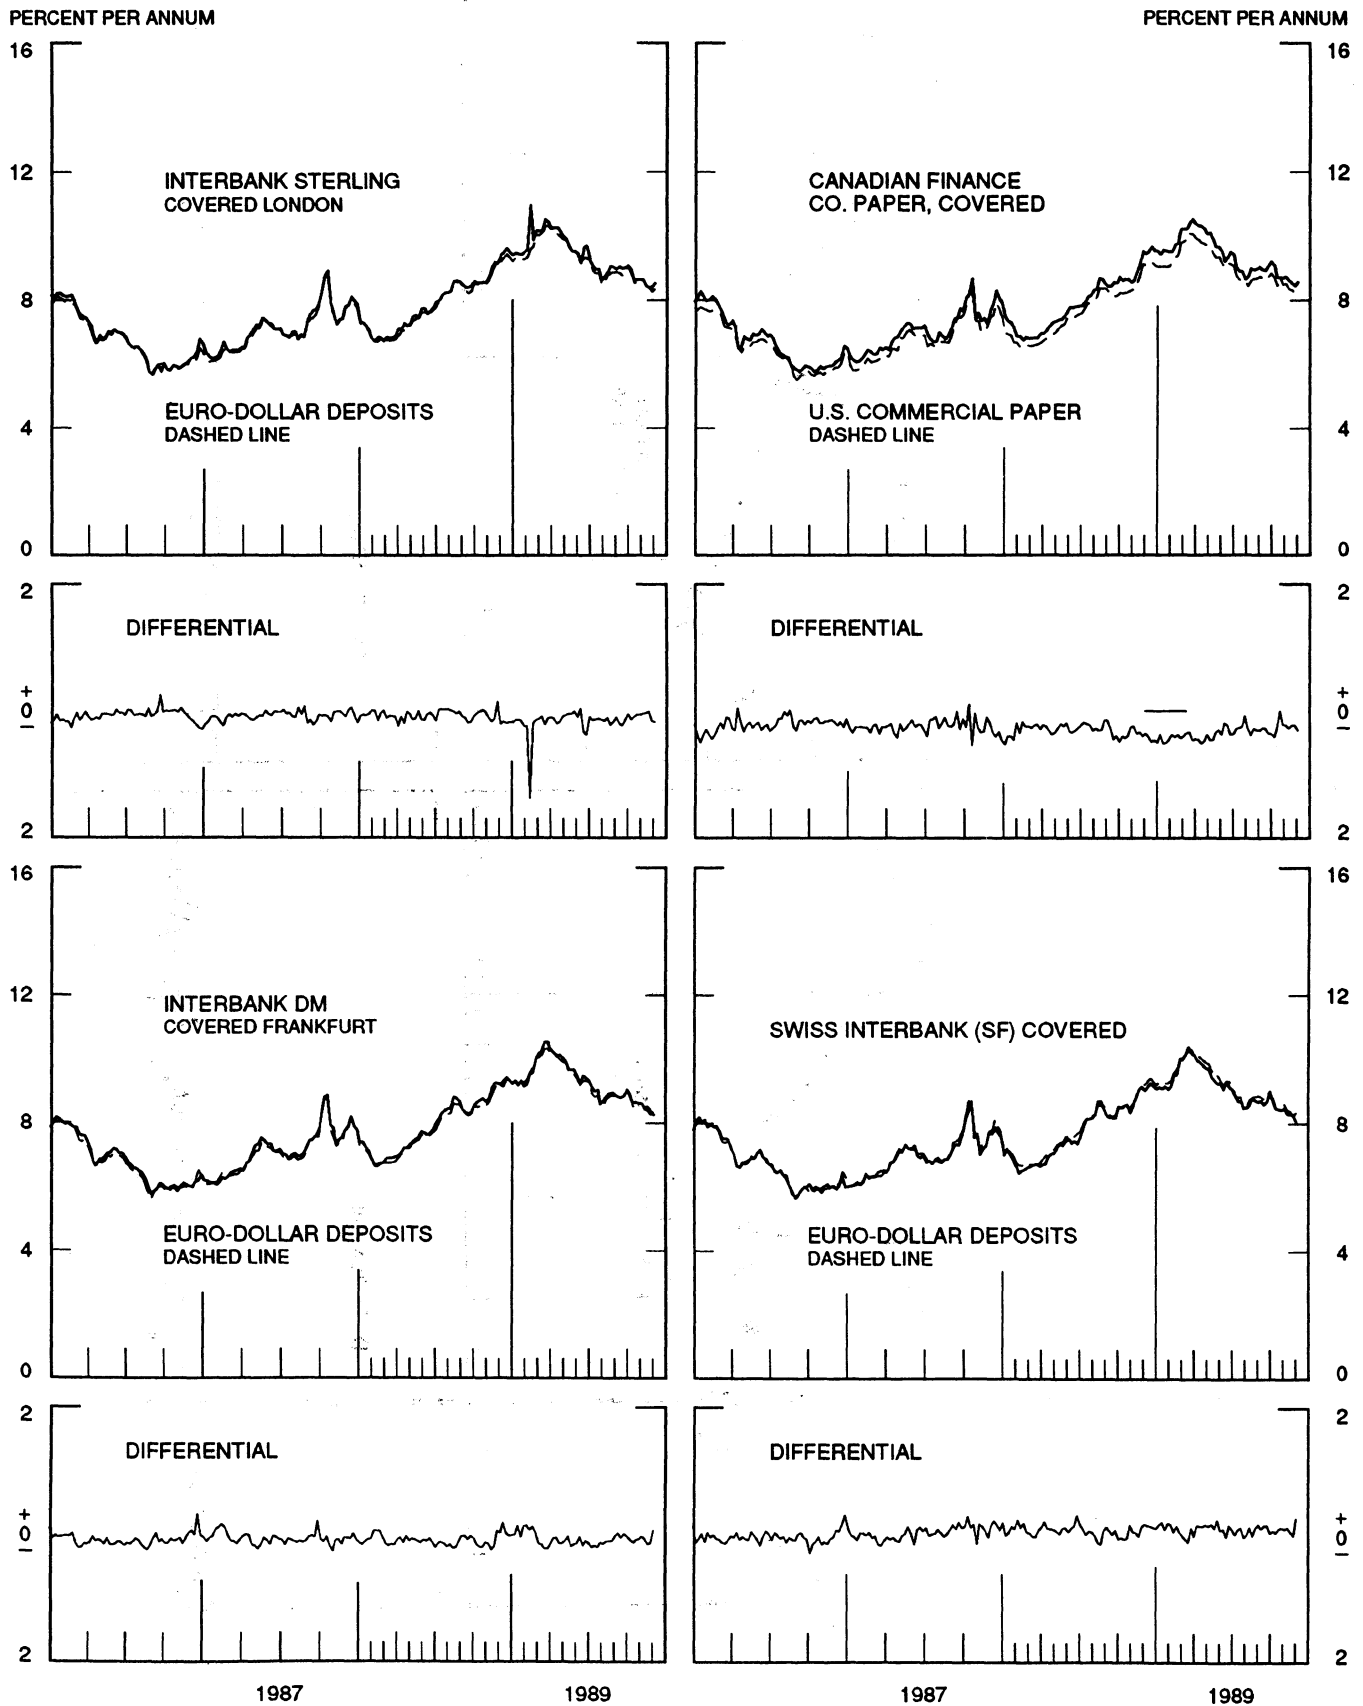 PERCENT PER ANNUM
PERCENT PER ANNUM
16
12
8
4
0
INTERBANK STERLING
COVERED LONDON
EURO-DOLLAR DEPOSITS
DASHED LINE
CANADIAN FINANCE
CO. PAPER, COVERED
U.S. COMMERCIAL PAPER
DASHED LINE
16
12
8
4
0
2
+
0
−
2
DIFFERENTIAL
DIFFERENTIAL
2
+
0
−
2
16
12
8
4
0
INTERBANK DM
COVERED FRANKFURT
EURO-DOLLAR DEPOSITS
DASHED LINE
SWISS INTERBANK (SF) COVERED
EURO-DOLLAR DEPOSITS
DASHED LINE
16
12
8
4
0
2
+
0
−
2
DIFFERENTIAL
DIFFERENTIAL
2
+
0
−
2
1987
1989
1987
1989